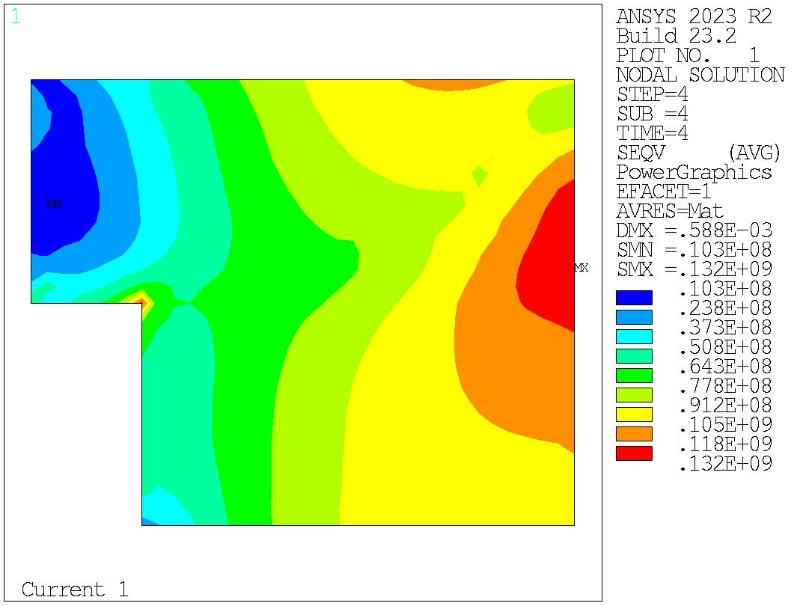 1
ANSYS 2023 R2
Build 23.2
PLOT NO. 1
NODAL SOLUTION
STEP=4
SUB =4
TIME=4
SEQV (AVG)
PowerGraphics
EFACET=1
AVRES=Mat
DMX =.588E-03
SMN =.103E+08
SMX =.132E+09
.103E+08
.238E+08
.373E+08
.508E+08
.643E+08
.778E+08
.912E+08
.105E+09
.118E+09
.132E+09
MN
MX
Current 1